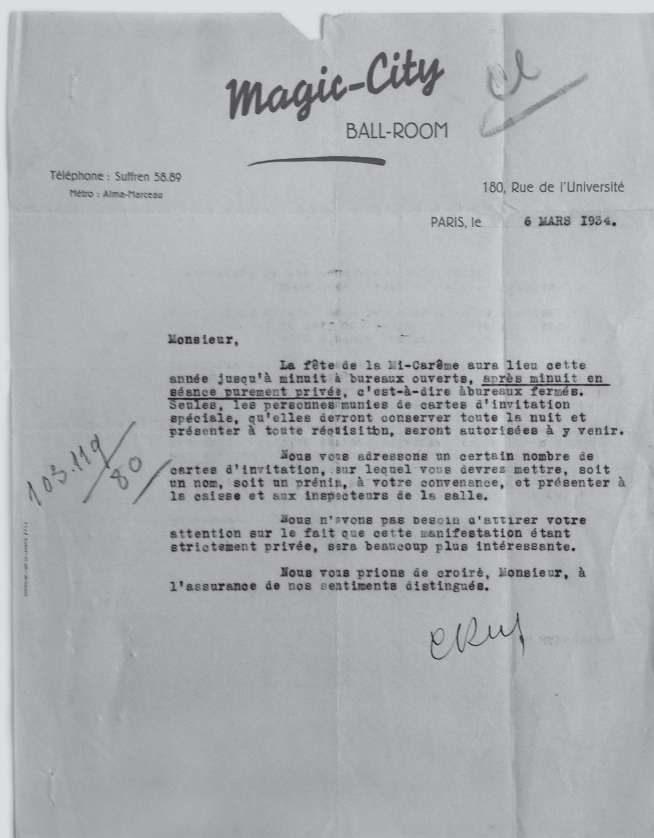 Magic-City
BALL-ROOM
Téléphone : Suffren 58.89
Métro : Alma-Marceau
180, Rue de l'Université
PARIS, le 6 MARS 1934.
Monsieur,
La fête de la Mi-Carême aura lieu cette
année jusqu'à minuit à bureaux ouverts, après minuit en
séance purement privée, c'est-à-dire àbureaux fermés.
Seules, les personnes munies de cartes d'invitation
spéciale, qu'elles devront conserver toute la nuit et
présenter à toute réquisition, seront autorisées à y venir.
Nous vous adressons un certain nombre de
cartes d'invitation, sur lequel vous devrez mettre, soit
un nom, soit un prénim, à votre convenance, et présenter à
la caisse et aux inspecteurs de la salle.
103.119
80
Nous n'avons pas besoin d'attirer votre
attention sur le fait que cette manifestation étant
strictement privée, sera beaucoup plus intéressante.
Nous vous prions de croire, Monsieur, à
l'assurance de nos sentiments distingués.